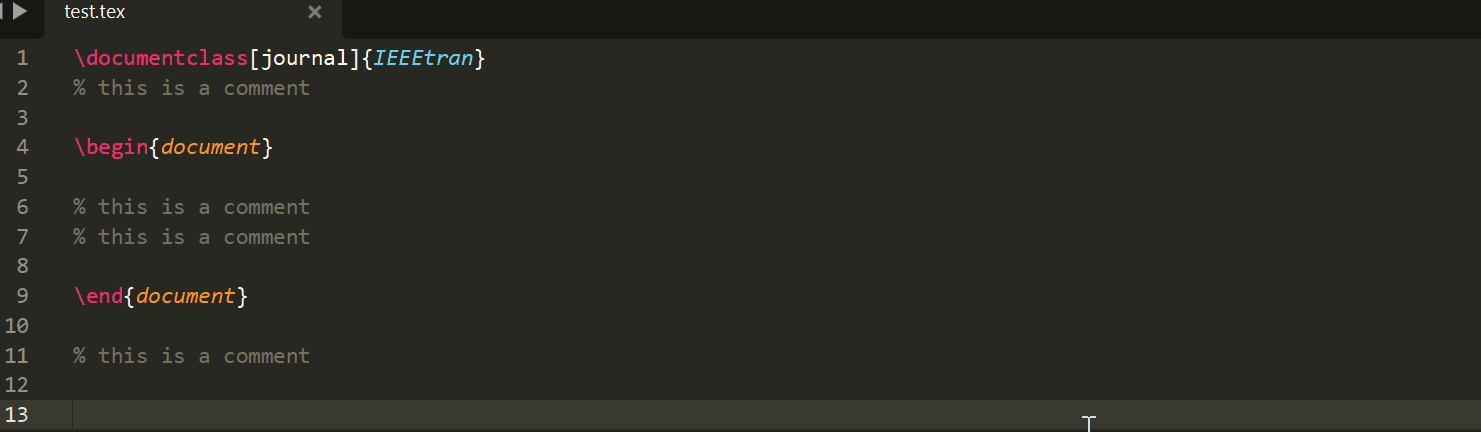 test.tex
1 \documentclass[journal]{IEEEtran}
2 % this is a comment
3
4 \begin{document}
5
6 % this is a comment
7 % this is a comment
8
9 \end{document}
10
11 % this is a comment
12
13